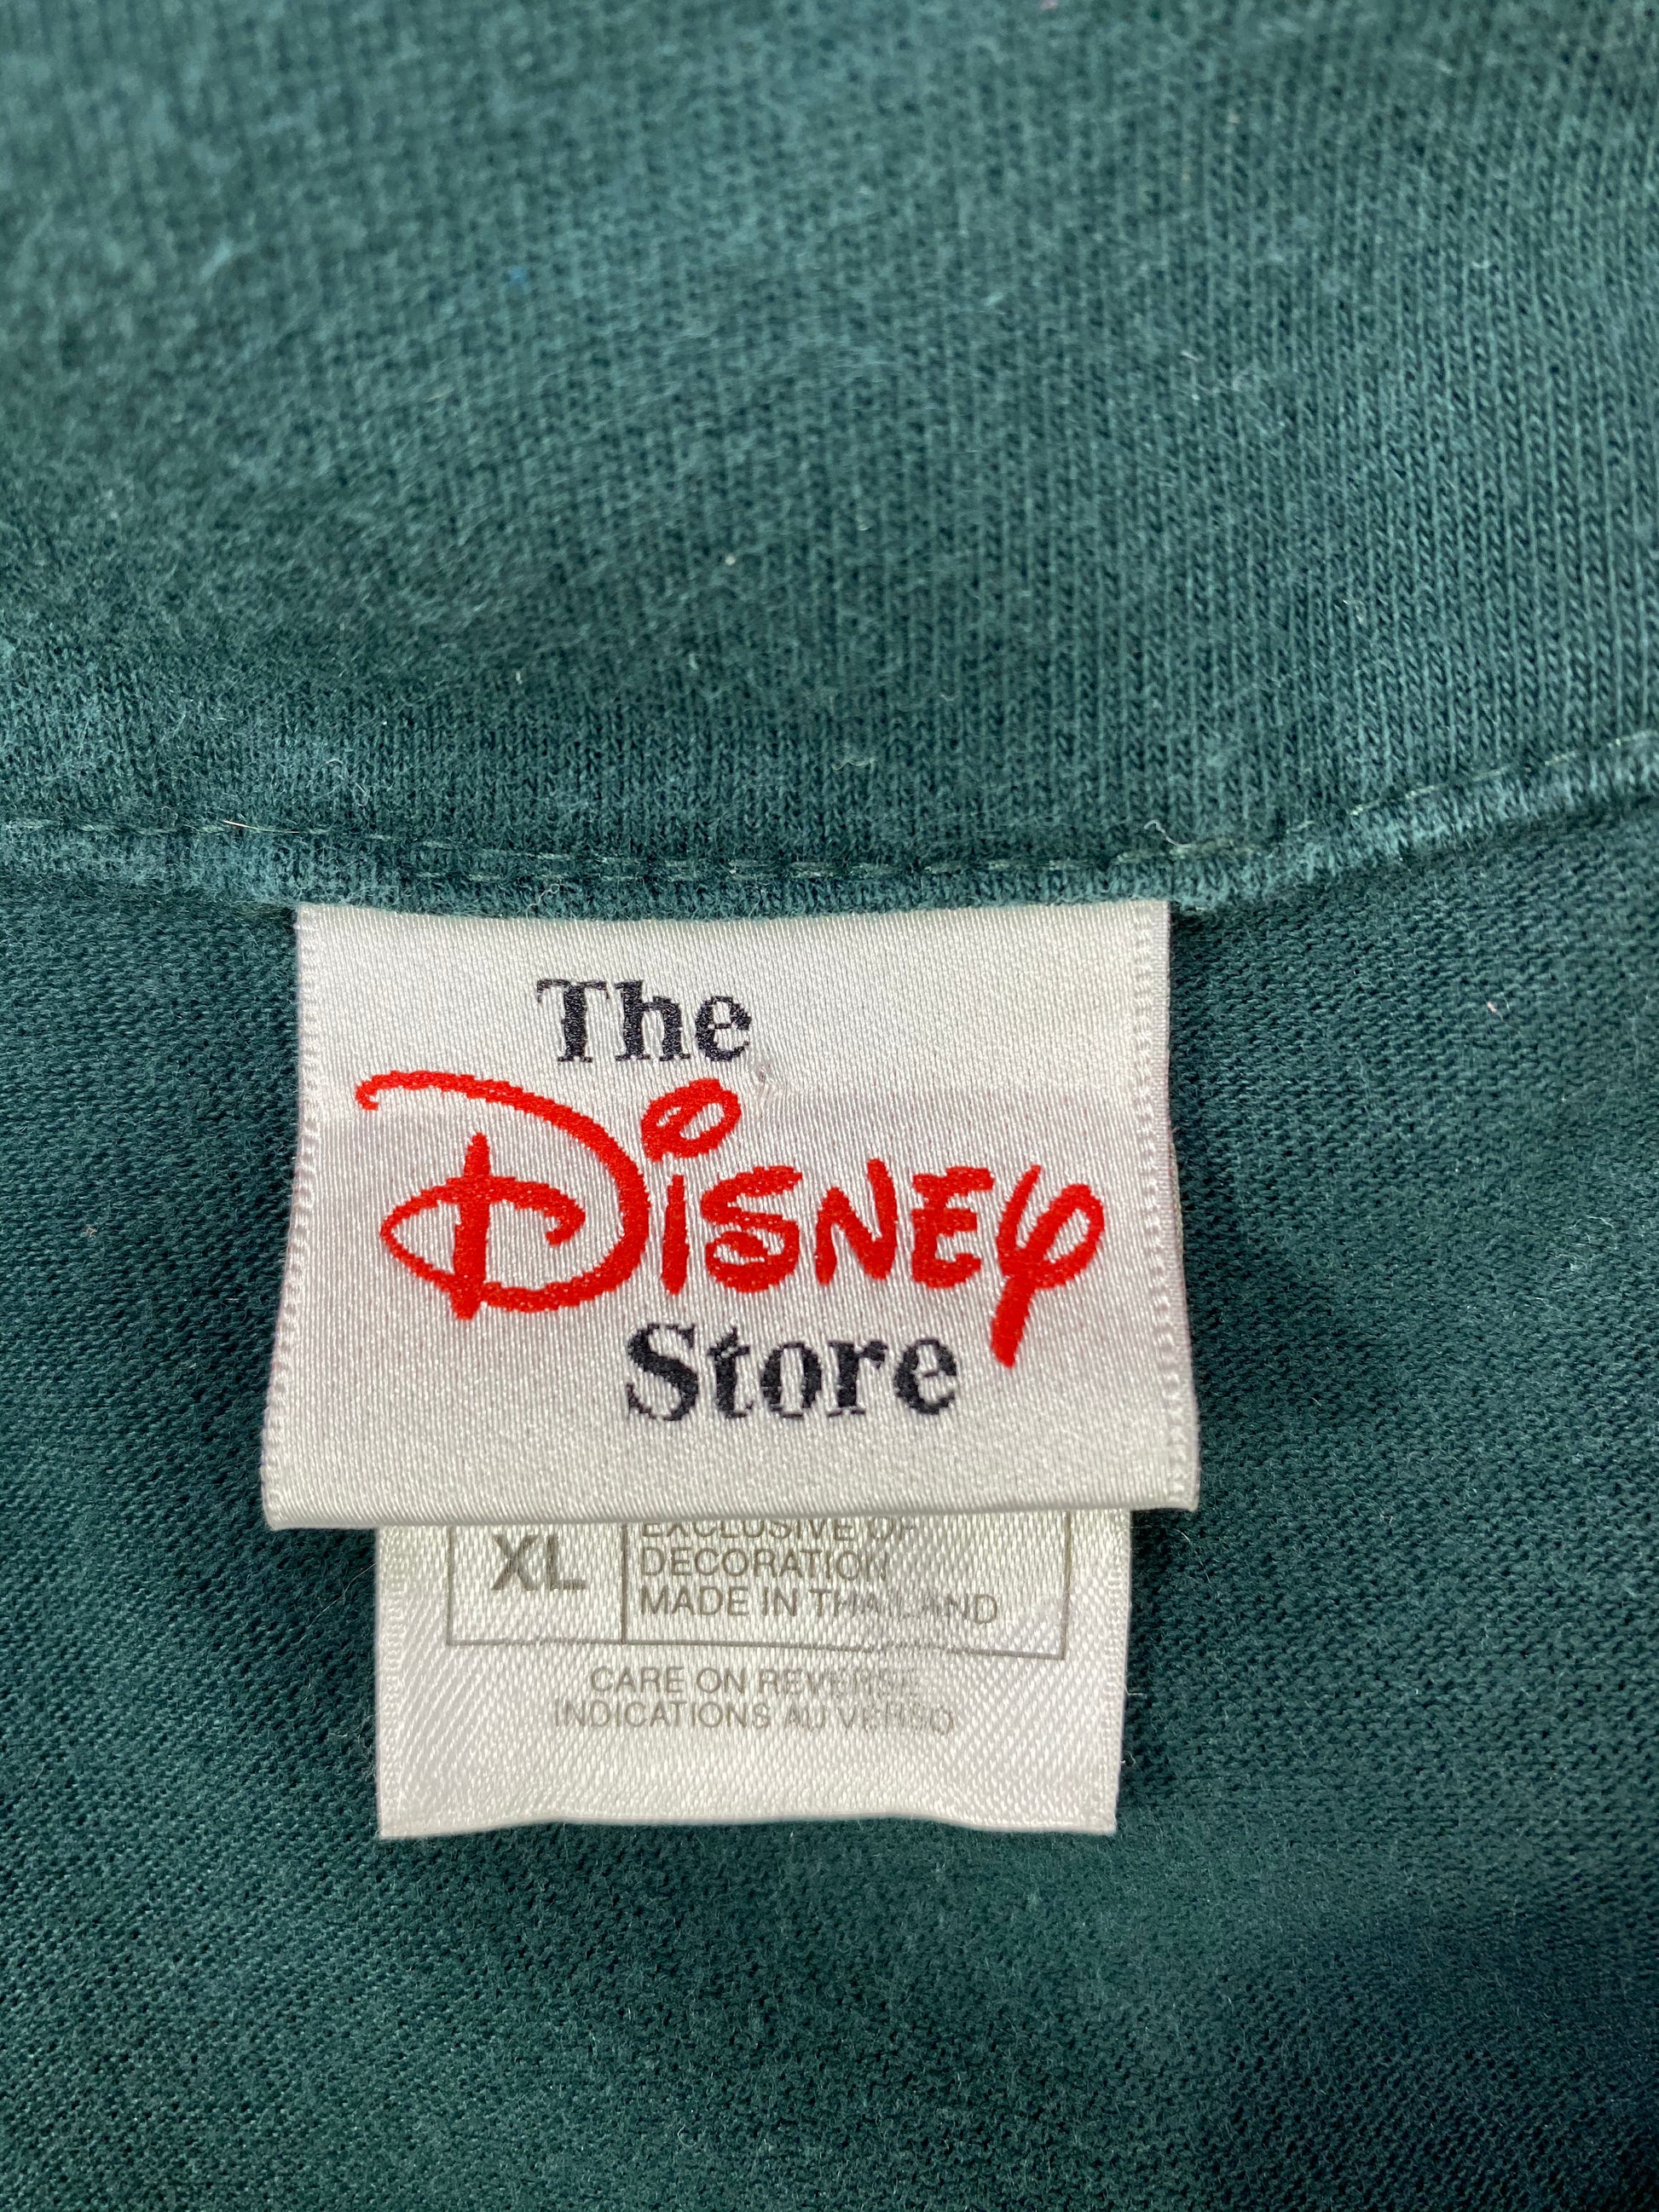 The
Disney
Store
XL
EXCLUSIVE OF
DECORATION
MADE IN THAILAND
CARE ON REVERSE
INDICATIONS AU VERSO